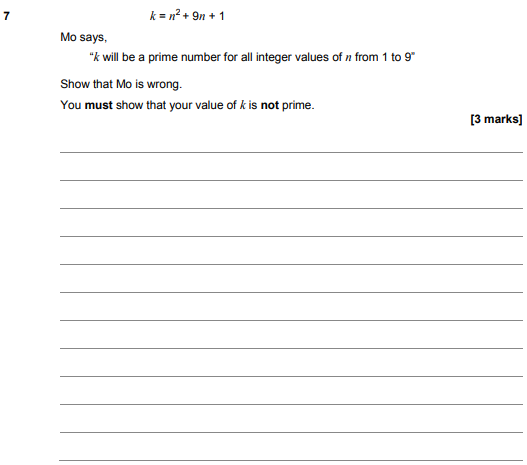 7 k = n² + 9n + 1
Mo says,
“k will be a prime number for all integer values of n from 1 to 9”
Show that Mo is wrong.
You must show that your value of k is not prime.
[3 marks]